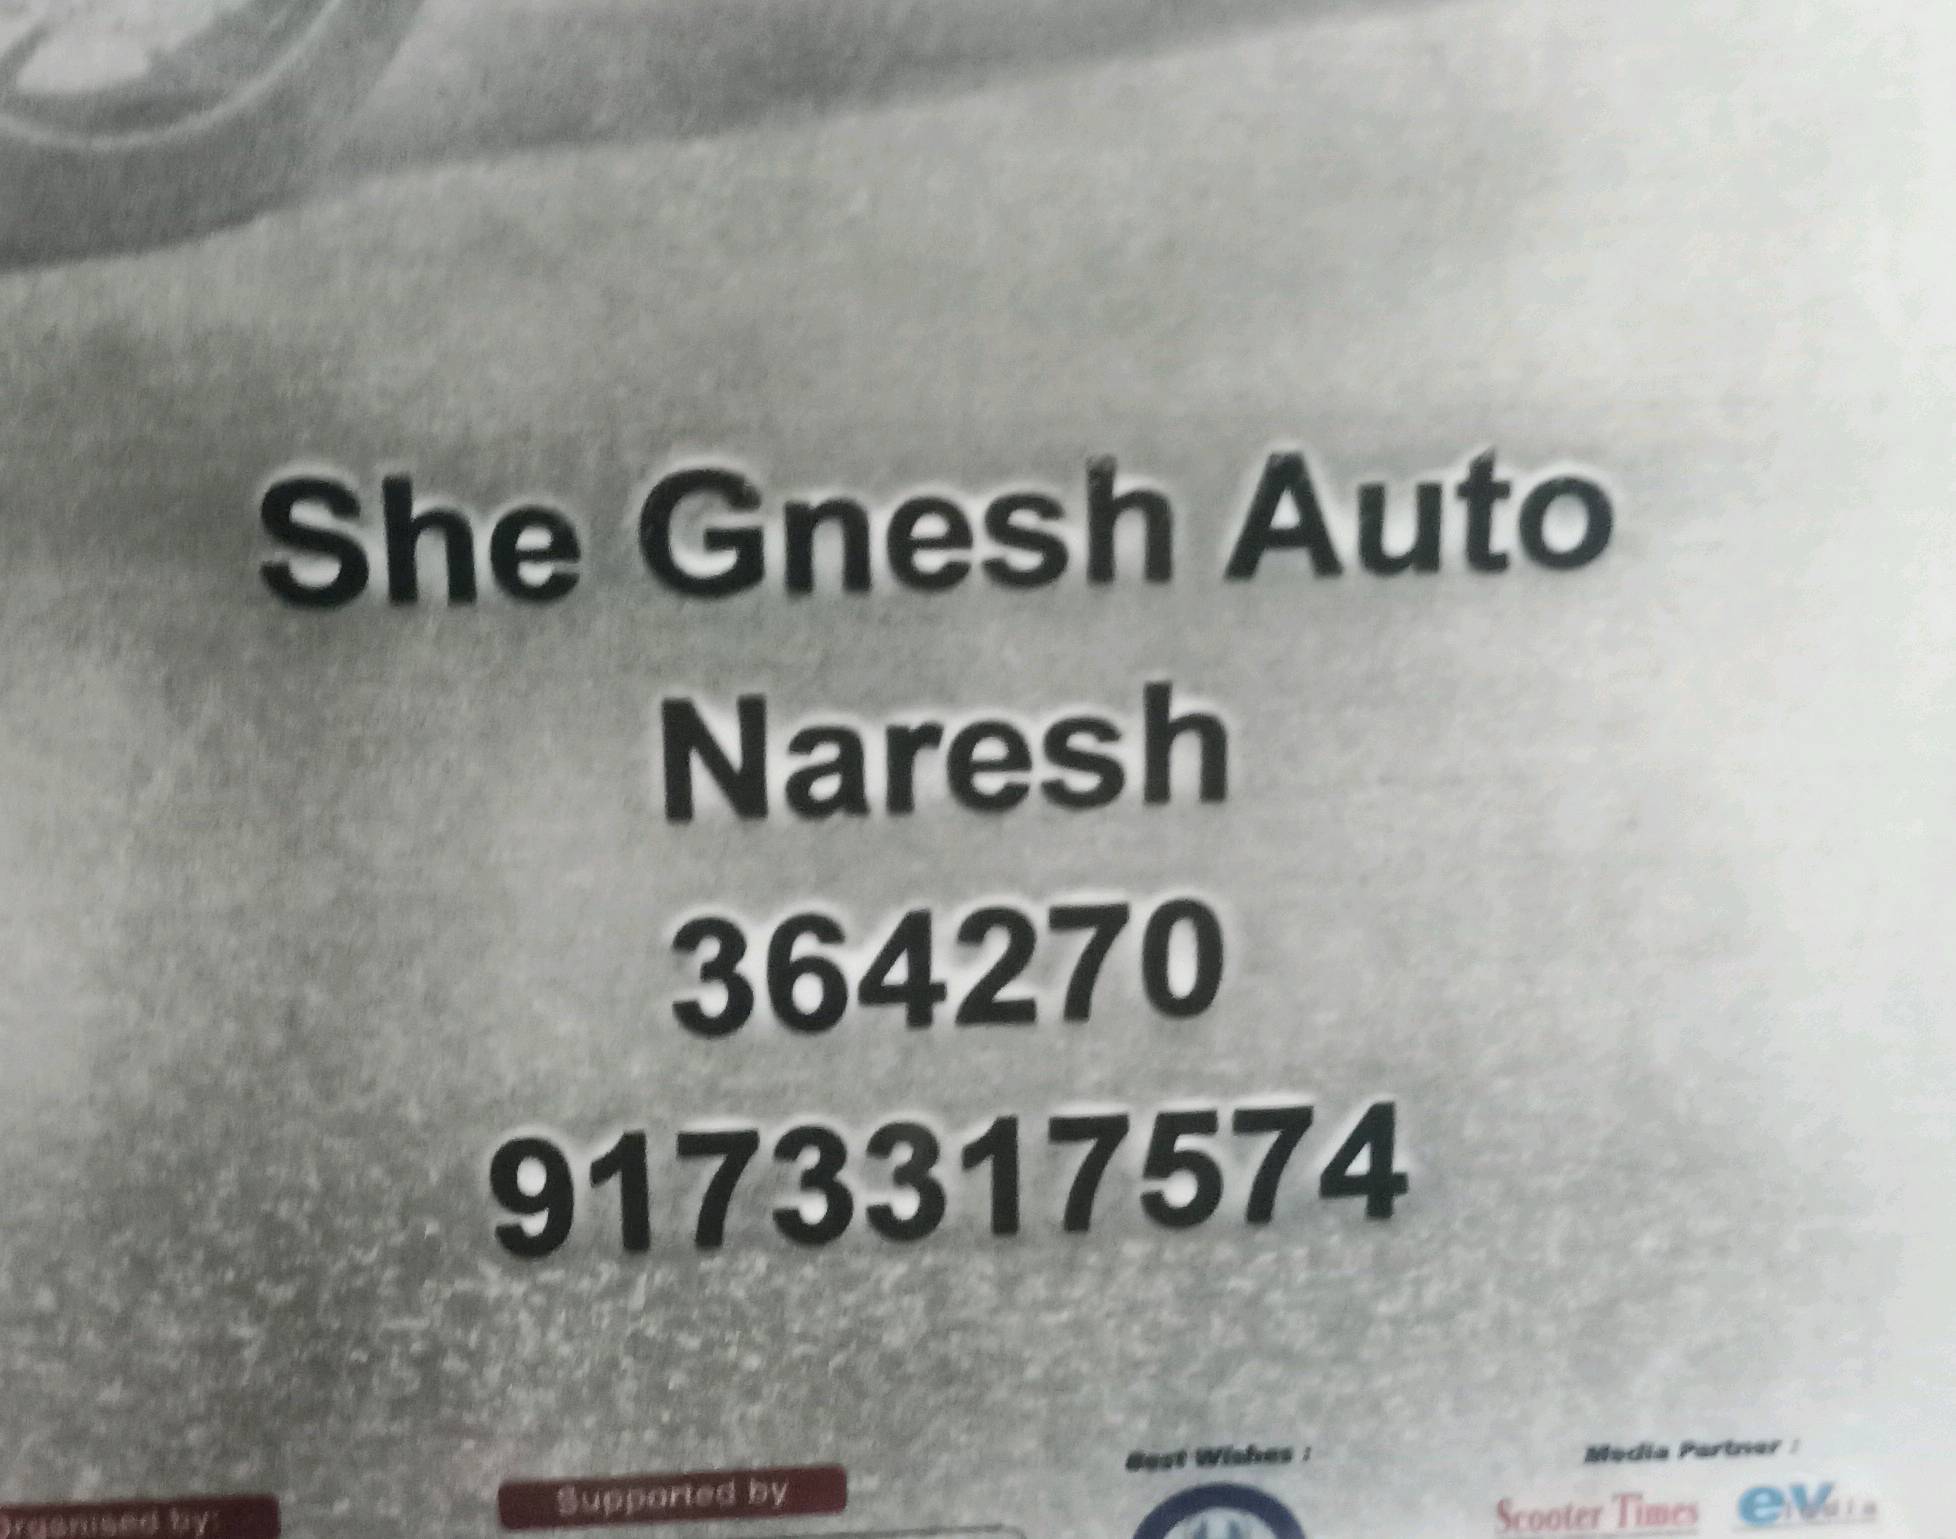 She Gnesh Auto
Naresh
364270
9173317574
Best Wishes :
Media Partner :
Supported by
Organised by:
Scooter Times